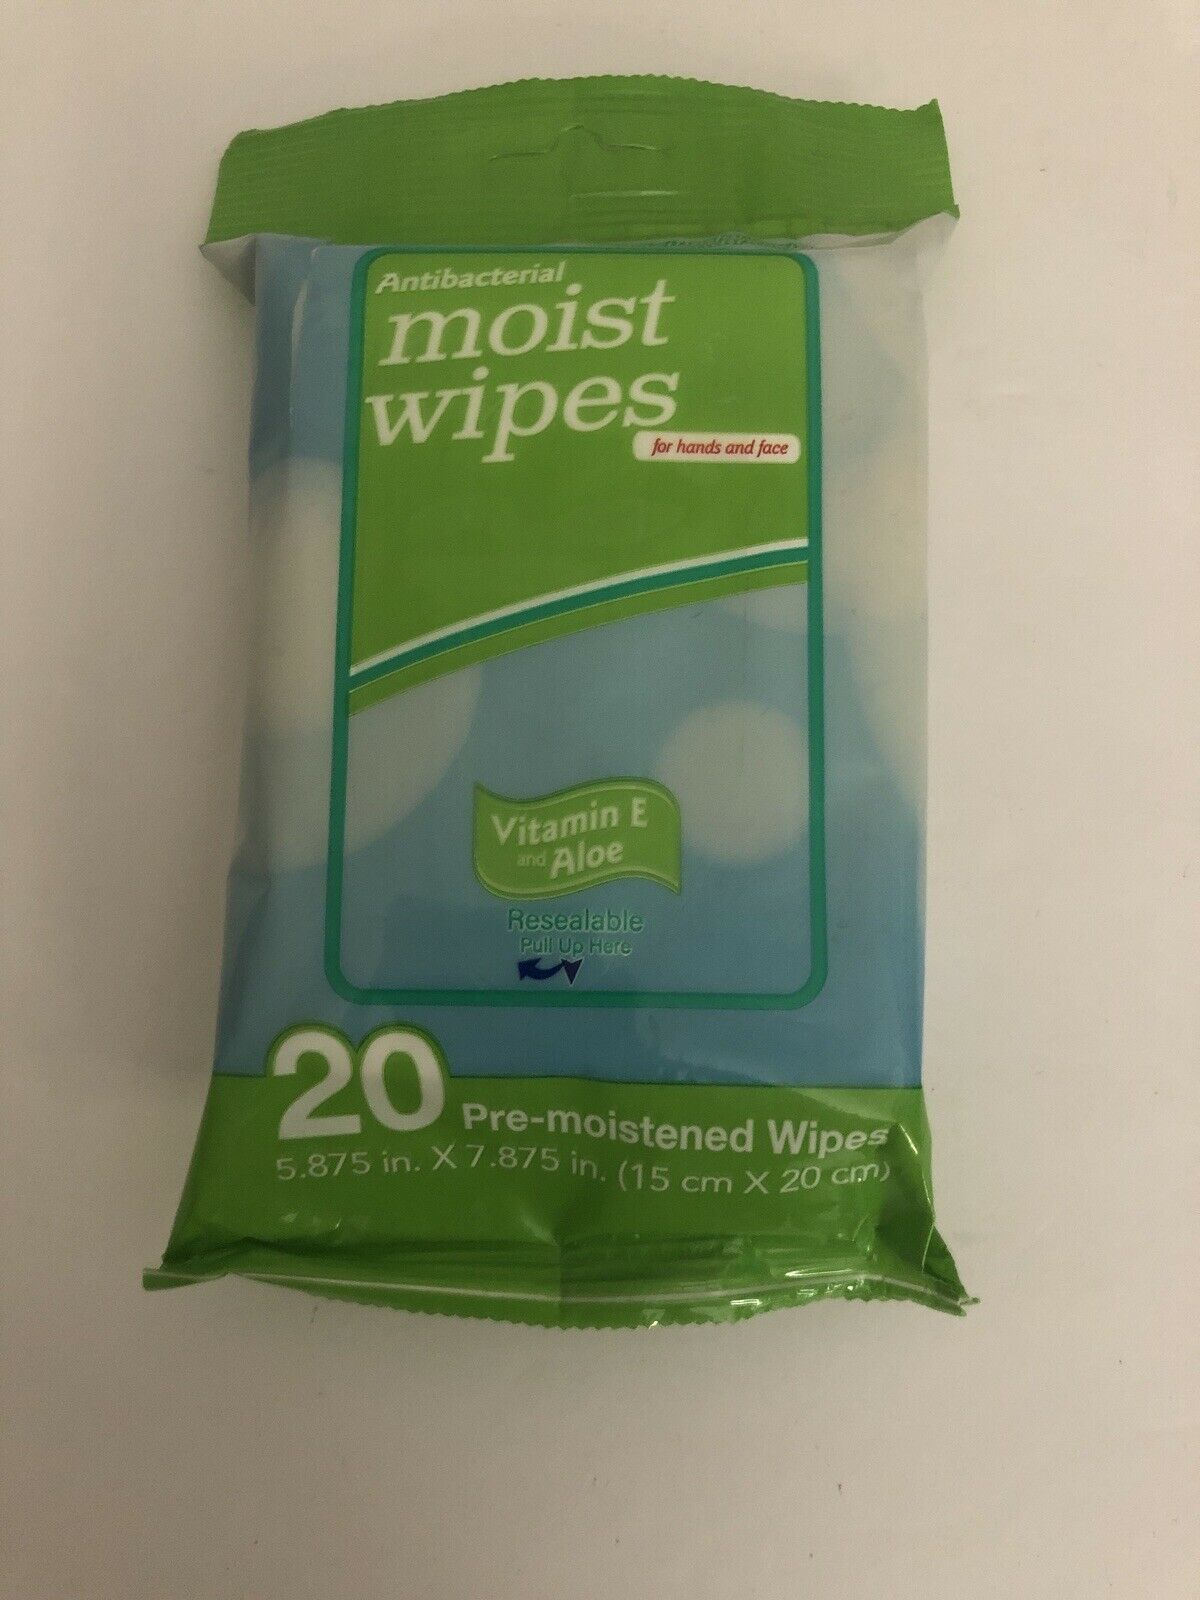 Antibacterial
moist
wipes
for hands and face
Vitamin E
and Aloe
Resealable
Pull Up Here
20 Pre-moistened Wipes
5.875 in. X 7.875 in. (15 cm X 20 cm)